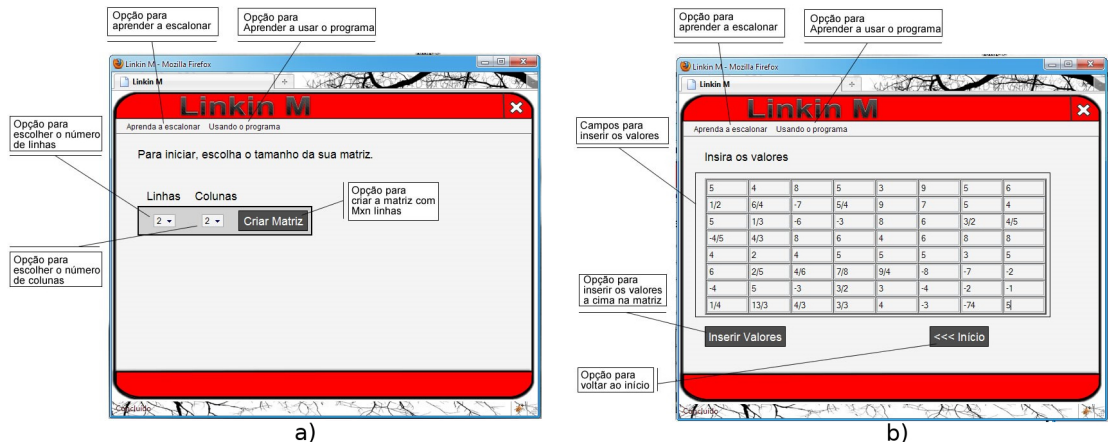 Opção para
aprender a escalonar
Opção para
Aprender a usar o programa
Linkin M - Mozilla Firefox
Linkin M
Linkin M
Aprenda a escalonar Usando o programa
Opção para
escolher o número
de linhas
Para iniciar, escolha o tamanho da sua matriz.
Linhas Colunas
2 2 Criar Matriz
Opção para
criar a matriz com
Mxn linhas
Opção para
escolher o número
de colunas
Concluído
a)
Opção para
aprender a escalonar
Opção para
Aprender a usar o programa
Linkin M - Mozilla Firefox
Linkin M
Linkin M
Aprenda a escalonar Usando o programa
Campos para
inserir os valores
Insira os valores
5 4 8 5 3 9 5 6
1/2 6/4 -7 5/4 9 7 5 4
5 1/3 -6 -3 8 6 3/2 4/5
-4/5 4/3 8 6 4 6 8 8
4 2 4 5 5 5 3 5
6 2/5 4/6 7/8 9/4 -8 -7 -2
-4 5 -3 3/2 3 -4 -2 -1
1/4 13/3 4/3 3/3 4 -3 -74 5
Opção para
inserir os valores
a cima na matriz
Inserir Valores <<< Início
Opção para
voltar ao início
Concluído
b)